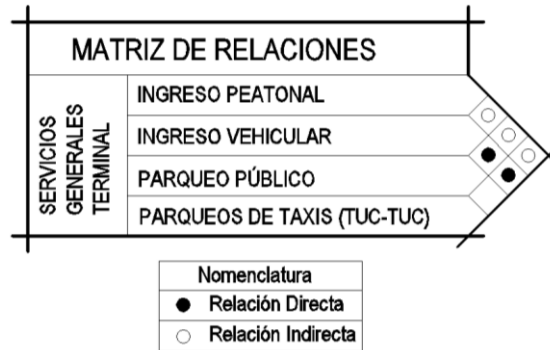 MATRIZ DE RELACIONES
SERVICIOS
GENERALES
TERMINAL
INGRESO PEATONAL
INGRESO VEHICULAR
PARQUEO PÚBLICO
PARQUEOS DE TAXIS (TUC-TUC)
Nomenclatura
Relación Directa
Relación Indirecta